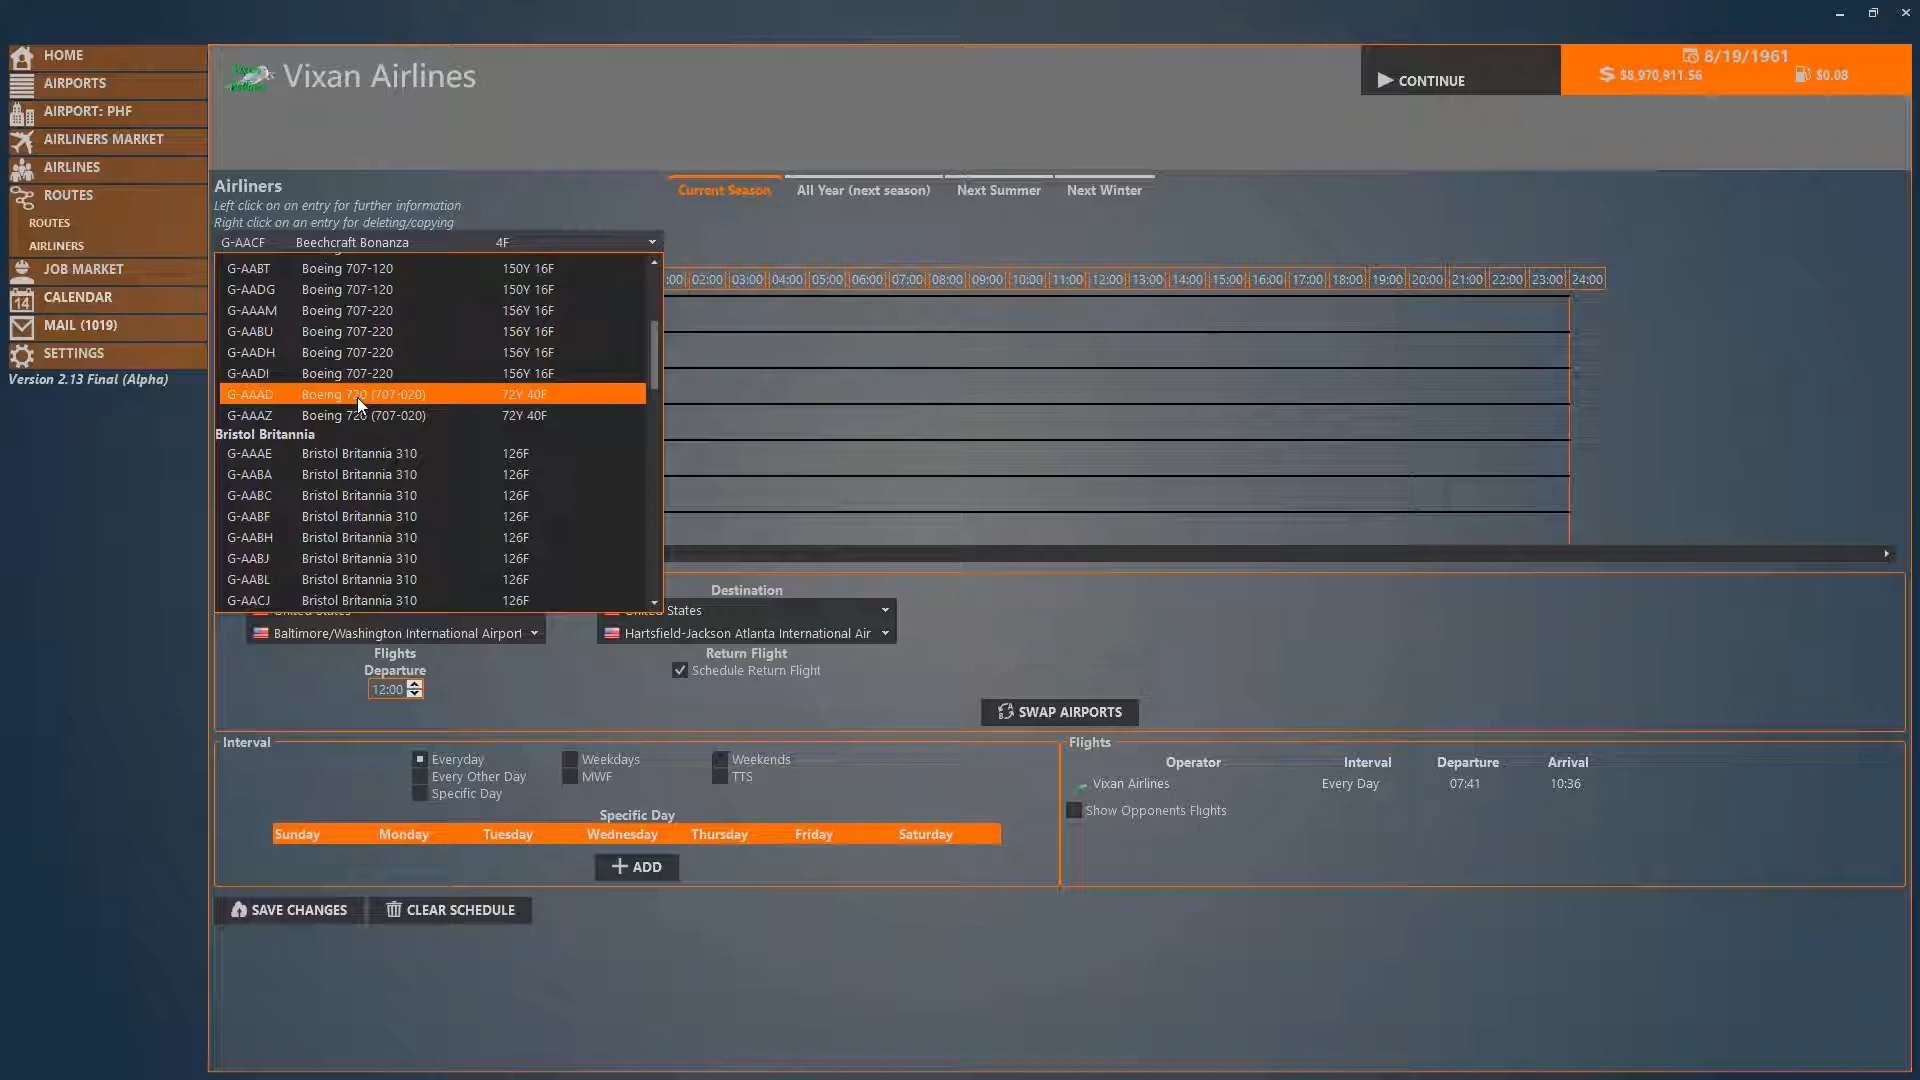 HOME
AIRPORTS
AIRPORT: PHF
AIRLINERS MARKET
AIRLINES
ROUTES
ROUTES
AIRLINERS
JOB MARKET
14 CALENDAR
MAIL (1019)
SETTINGS
Version 2.13 Final (Alpha)
Vixan Airlines
CONTINUE
8/19/1961
$8,970,911.56 $0.08
Airliners
Left click on an entry for further information
Right click on an entry for deleting/copying
Current Season All Year (next season) Next Summer Next Winter
G-AACF Beechcraft Bonanza 4F
G-AABT Boeing 707-120 150Y 16F
G-AADG Boeing 707-120 150Y 16F
G-AAAM Boeing 707-220 156Y 16F
G-AABU Boeing 707-220 156Y 16F
G-AADH Boeing 707-220 156Y 16F
G-AADI Boeing 707-220 156Y 16F
G-AAAD Boeing 720 (707-020) 72Y 40F
G-AAAZ Boeing 720 (707-020) 72Y 40F
Bristol Britannia
G-AAAE Bristol Britannia 310 126F
G-AABA Bristol Britannia 310 126F
G-AABC Bristol Britannia 310 126F
G-AABF Bristol Britannia 310 126F
G-AABH Bristol Britannia 310 126F
G-AABJ Bristol Britannia 310 126F
G-AABL Bristol Britannia 310 126F
G-AACJ Bristol Britannia 310 126F
:00 02:00 03:00 04:00 05:00 06:00 07:00 08:00 09:00 10:00 11:00 12:00 13:00 14:00 15:00 16:00 17:00 18:00 19:00 20:00 21:00 22:00 23:00 24:00
Destination
United States United States
Baltimore/Washington International Airport Hartsfield-Jackson Atlanta International Air
Flights Return Flight
Departure Schedule Return Flight
12:00
SWAP AIRPORTS
Interval
Everyday Weekdays Weekends
Every Other Day MWF TTS
Specific Day
Specific Day
Sunday Monday Tuesday Wednesday Thursday Friday Saturday
ADD
Flights
Operator Interval Departure Arrival
Vixan Airlines Every Day 07:41 10:36
Show Opponents Flights
SAVE CHANGES CLEAR SCHEDULE